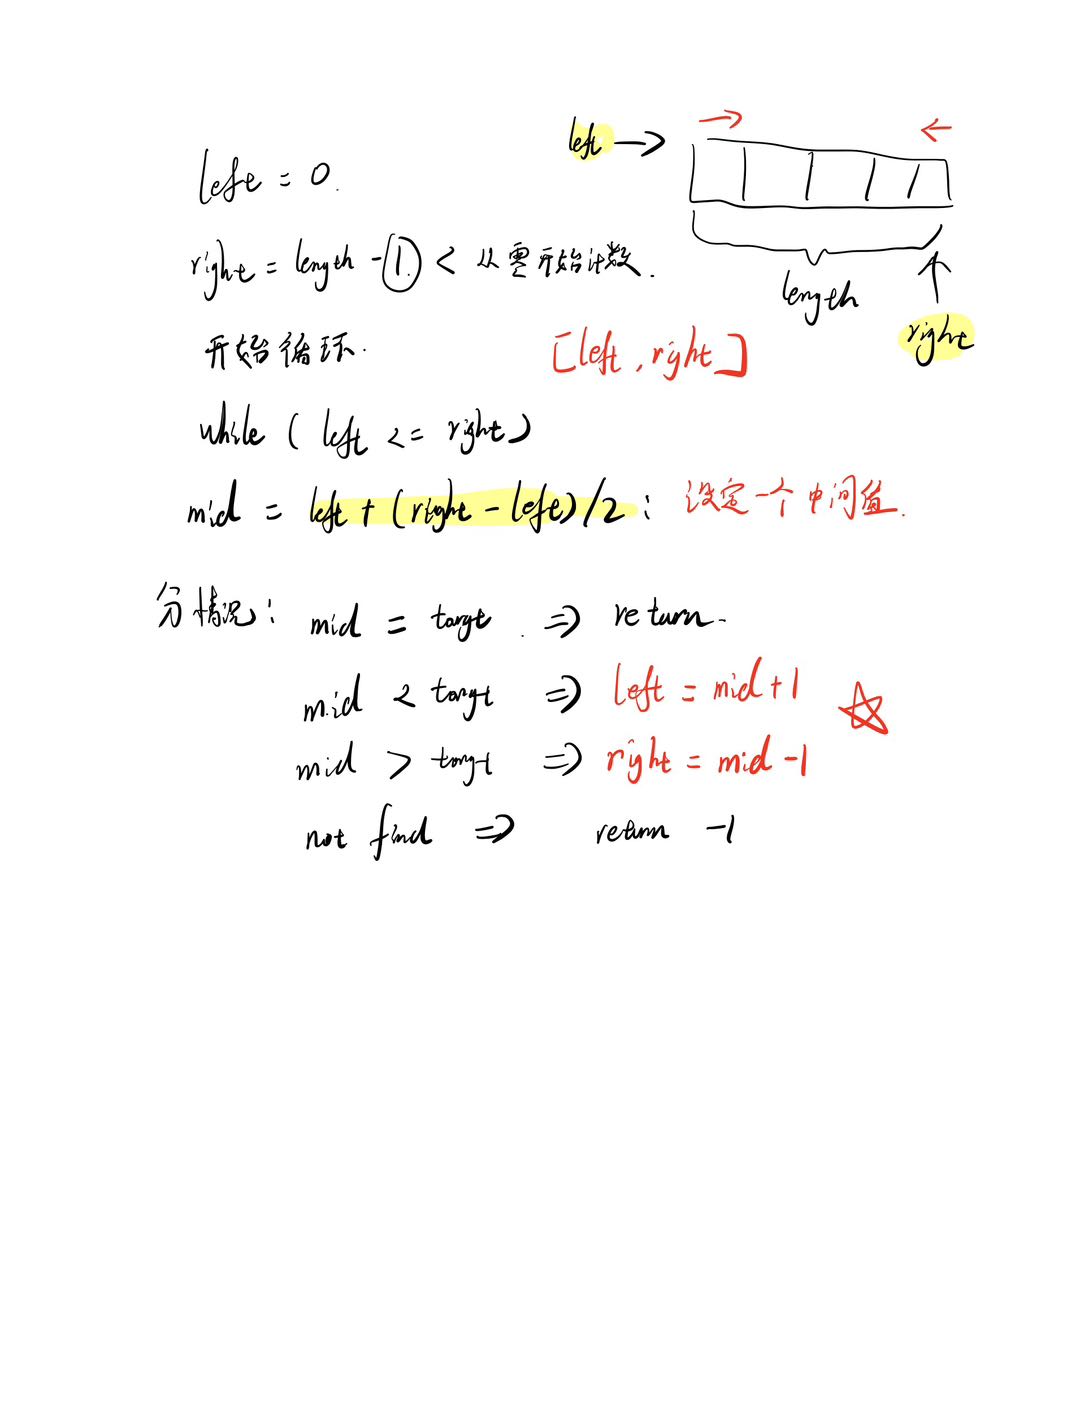 left →
left = 0.
right = length - 1. < 从零开始计数.
length
right
开始循环.
[left, right]
while ( left <= right )
mid = left + (right - left)/2 ; 设定一个中间值.
分情况: mid = target. => return.
mid < target => left = mid+1
mid > target => right = mid -1
not find => return -1